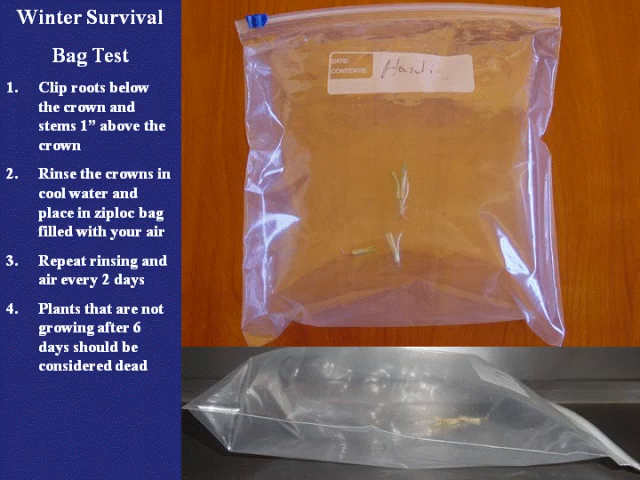 Winter Survival
Bag Test
1. Clip roots below
the crown and
stems 1” above the
crown
2. Rinse the crowns in
cool water and
place in ziploc bag
filled with your air
3. Repeat rinsing and
air every 2 days
4. Plants that are not
growing after 6
days should be
considered dead
DATE:
CONTENTS: